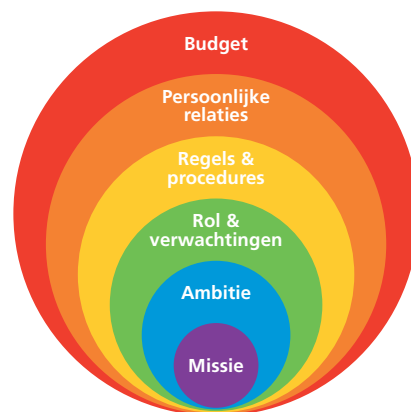 Budget
Persoonlijke
relaties
Regels &
procedures
Rol &
verwachtingen
Ambitie
Missie